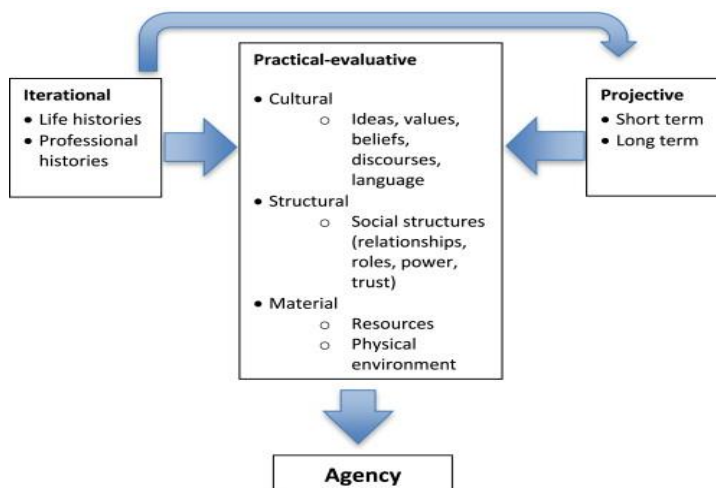 Iterational
• Life histories
• Professional
histories
Practical-evaluative
• Cultural
o Ideas, values,
beliefs,
discourses,
language
• Structural
o Social structures
(relationships,
roles, power,
trust)
• Material
o Resources
o Physical
environment
Projective
• Short term
• Long term
Agency